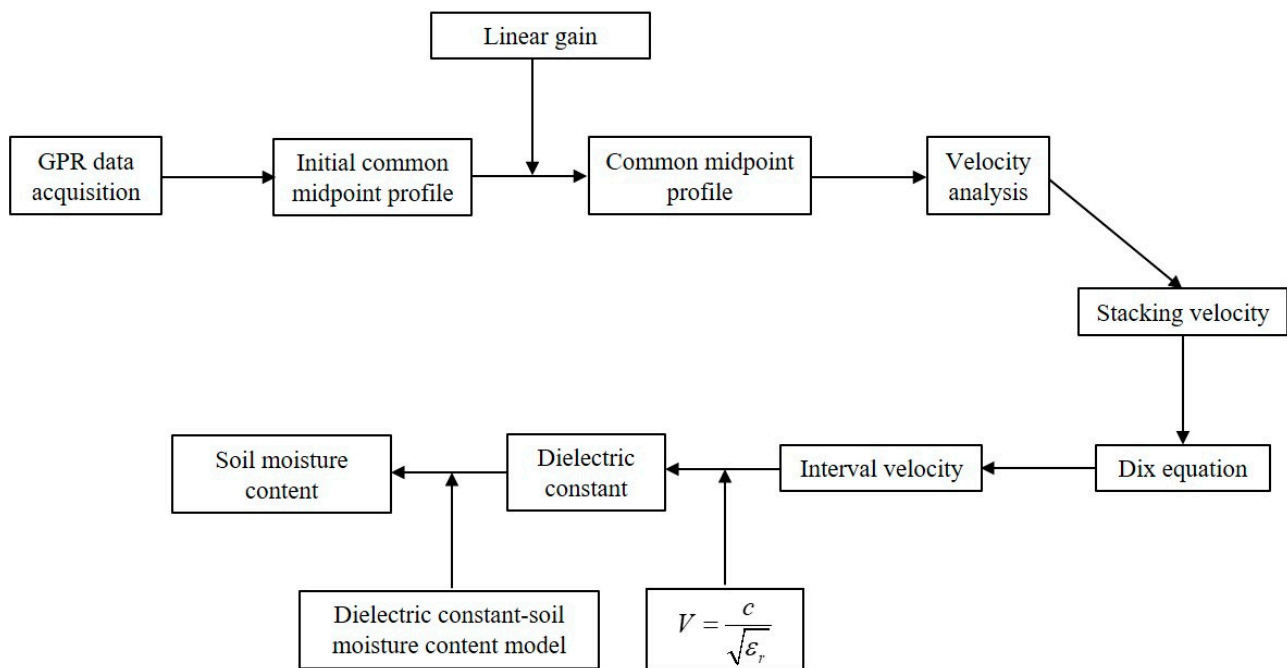 Linear gain
GPR data
acquisition
Initial common
midpoint profile
Common midpoint
profile
Velocity
analysis
Stacking velocity
Dix equation
Interval velocity
Dielectric
constant
Soil moisture
content
Dielectric constant-soil
moisture content model
V = c / √εr